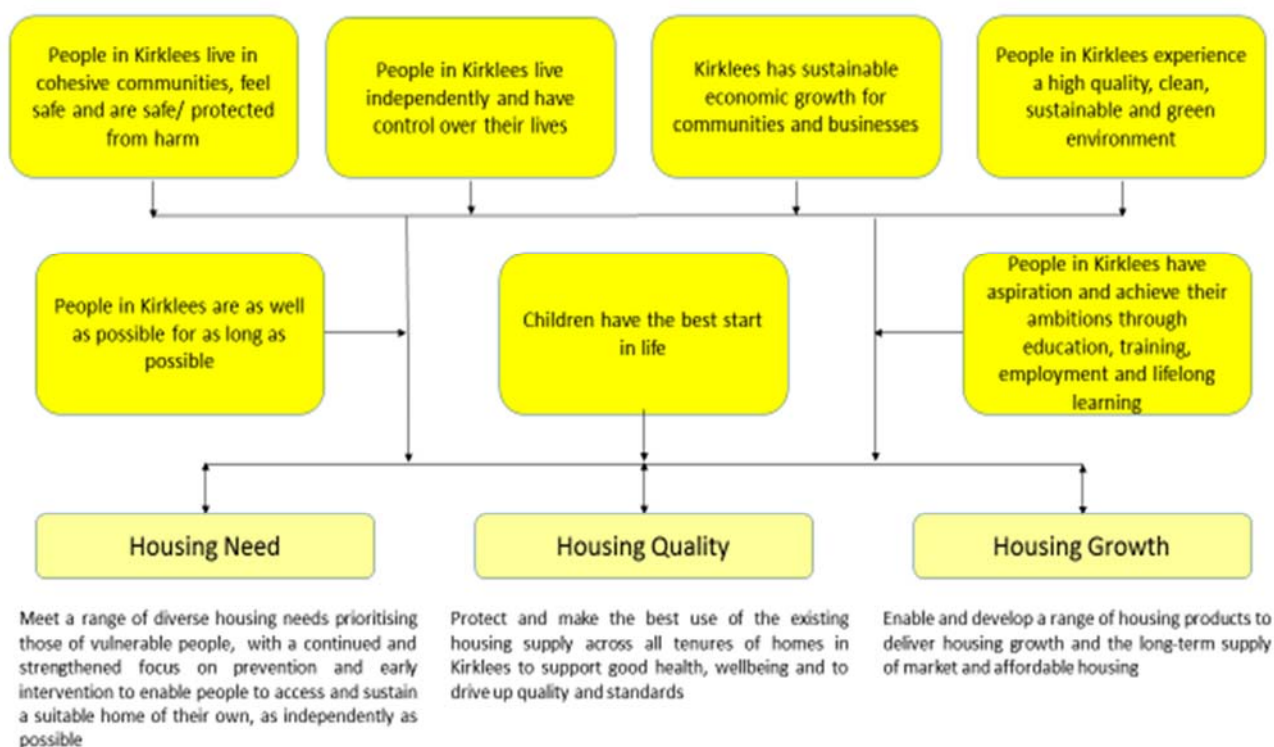 People in Kirklees live in
cohesive communities, feel
safe and are safe/ protected
from harm
People in Kirklees live
independently and have
control over their lives
Kirklees has sustainable
economic growth for
communities and businesses
People in Kirklees experience
a high quality, clean,
sustainable and green
environment
People in Kirklees are as well
as possible for as long as
possible
Children have the best start
in life
People in Kirklees have
aspiration and achieve their
ambitions through
education, training,
employment and lifelong
learning
Housing Need
Housing Quality
Housing Growth
Meet a range of diverse housing needs prioritising
those of vulnerable people, with a continued and
strengthened focus on prevention and early
intervention to enable people to access and sustain
a suitable home of their own, as independently as
possible
Protect and make the best use of the existing
housing supply across all tenures of homes in
Kirklees to support good health, wellbeing and to
drive up quality and standards
Enable and develop a range of housing products to
deliver housing growth and the long-term supply
of market and affordable housing